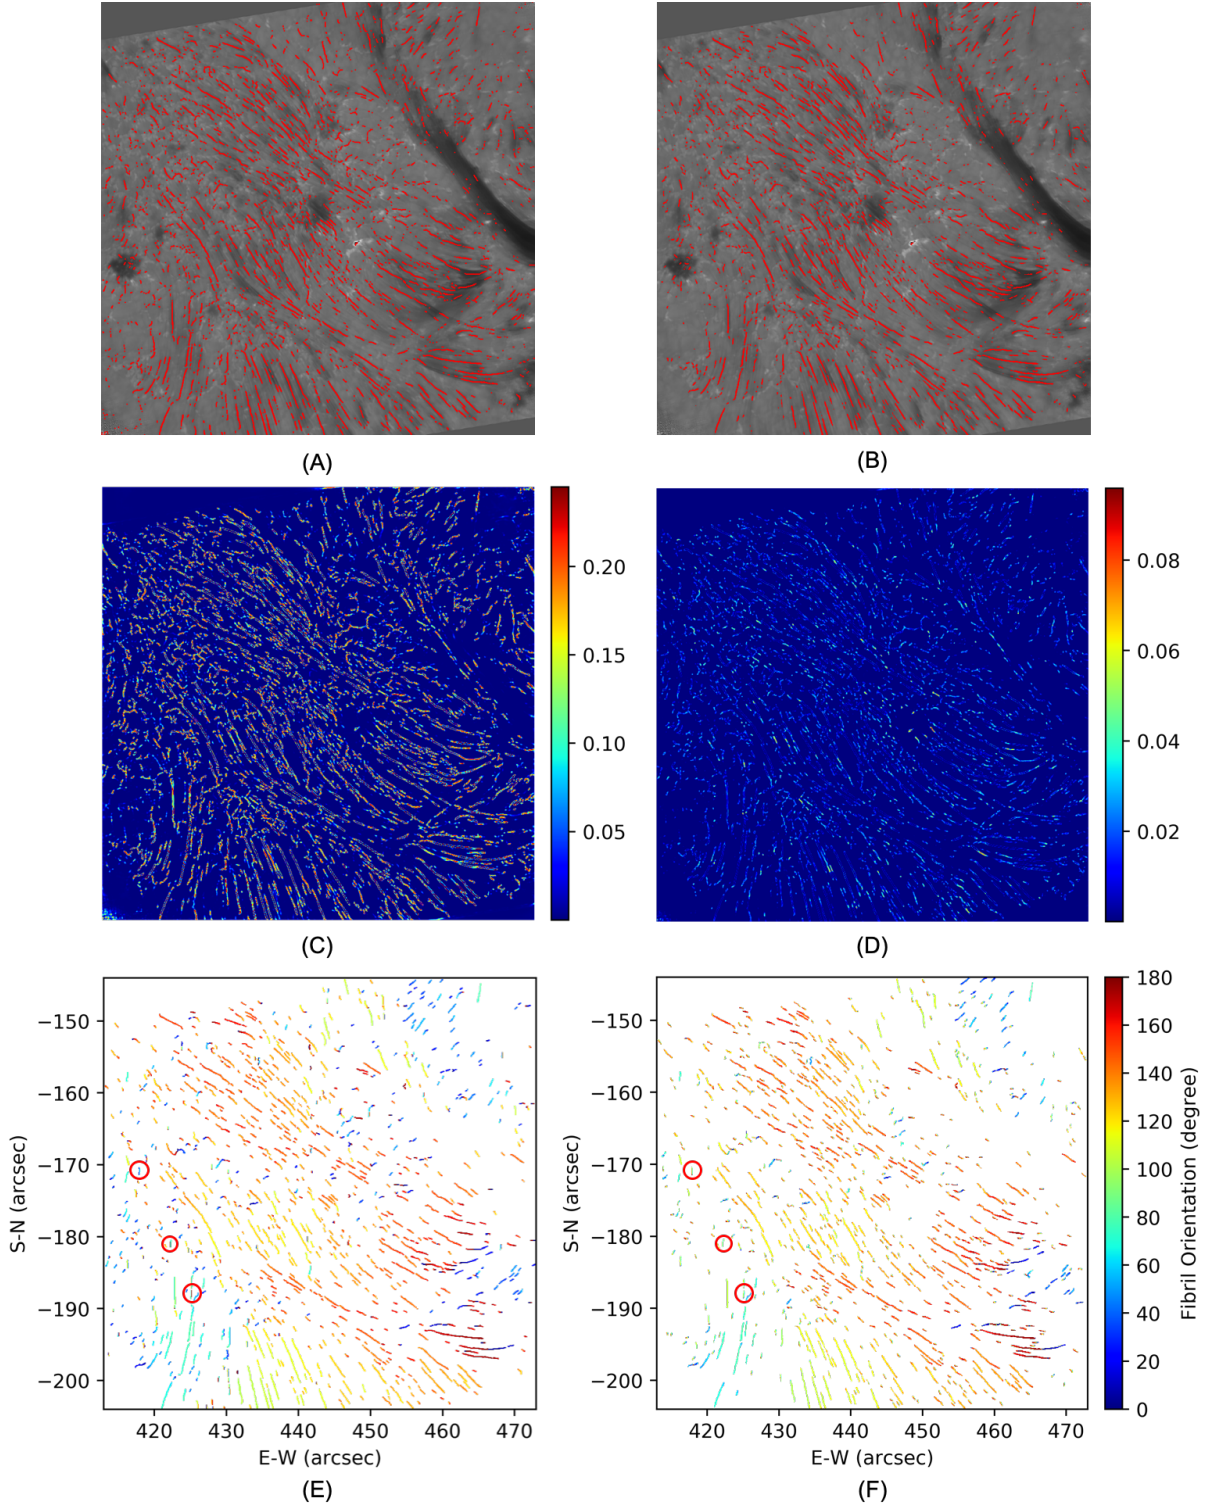 (A)
(B)
0.20
0.15
0.10
0.05
(C)
0.08
0.06
0.04
0.02
(D)
−150
−160
−170
−180
−190
−200
S-N (arcsec)
420 430 440 450 460 470
E-W (arcsec)
(E)
−150
−160
−170
−180
−190
−200
S-N (arcsec)
420 430 440 450 460 470
E-W (arcsec)
(F)
180
160
140
120
100
80
60
40
20
0
Fibril Orientation (degree)